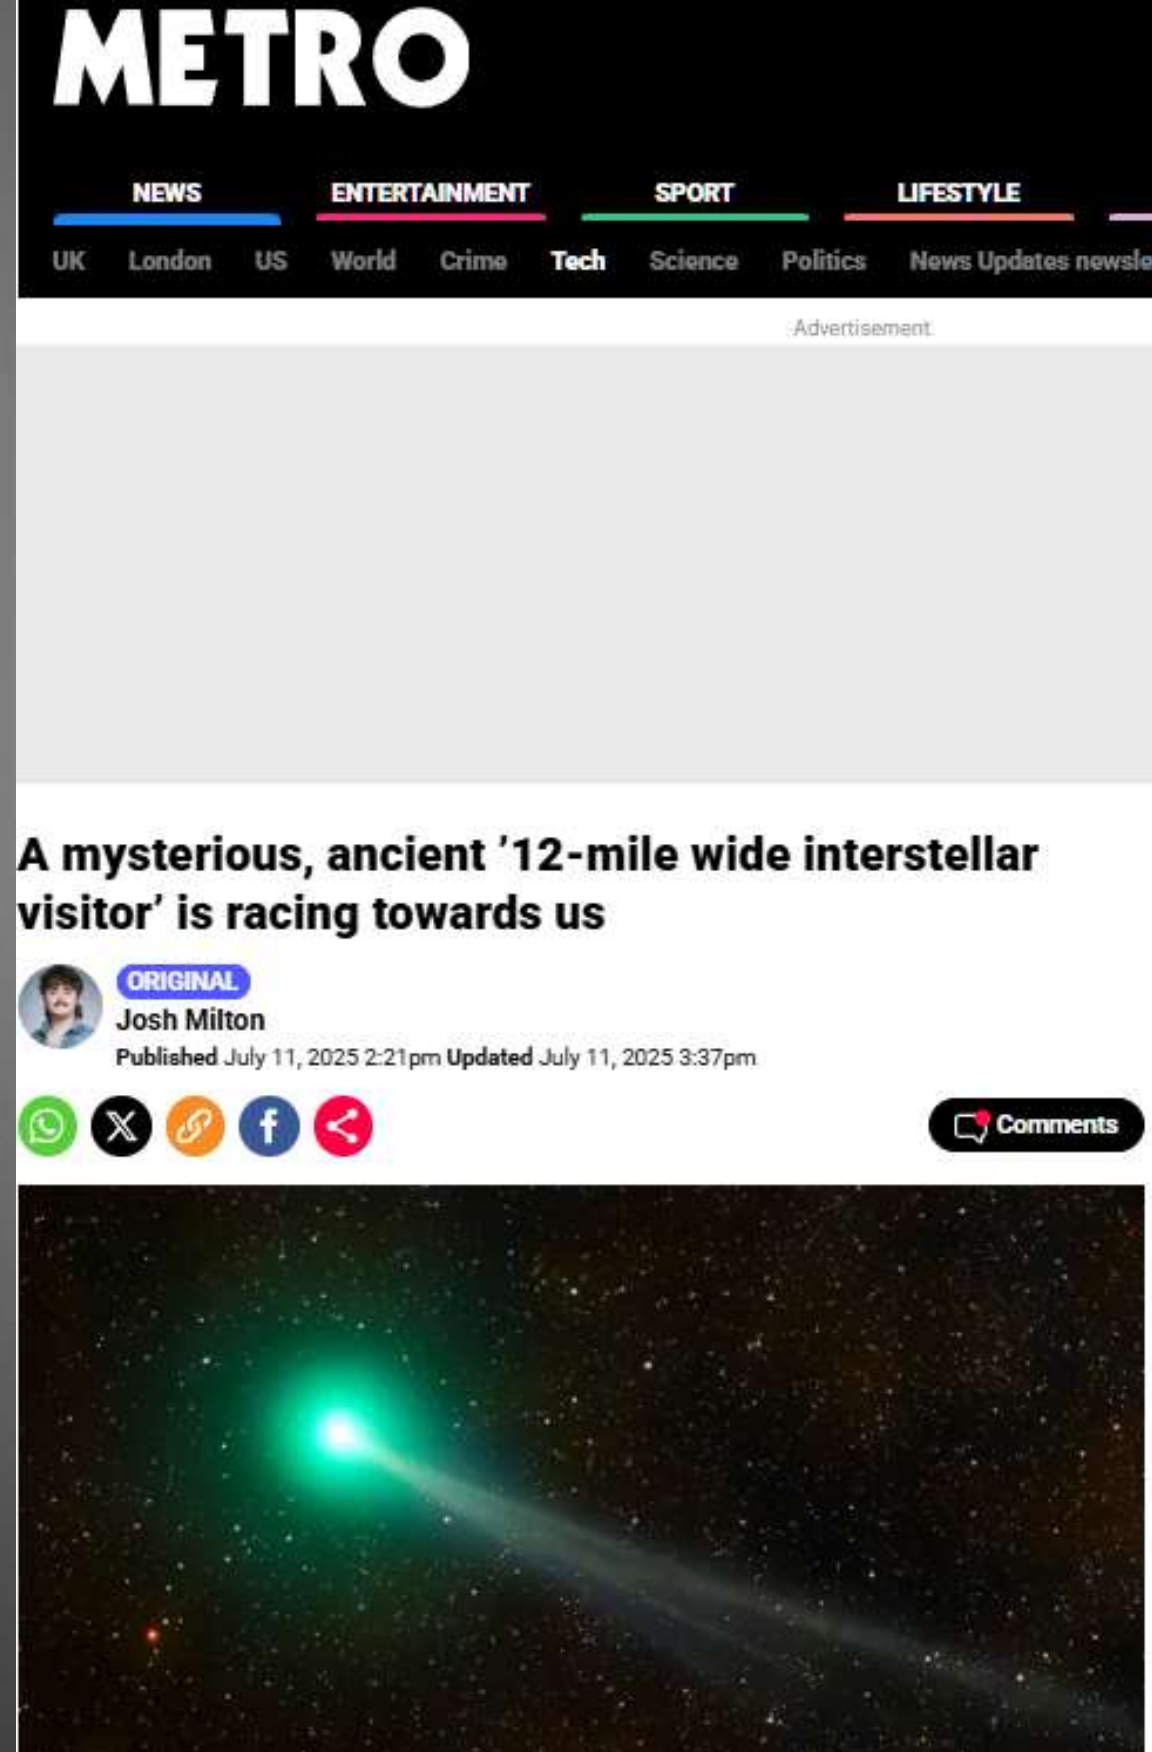 METRO
NEWS ENTERTAINMENT SPORT LIFESTYLE
UK London US World Crime Tech Science Politics News Updates newsle
Advertisement
A mysterious, ancient ’12-mile wide interstellar
visitor’ is racing towards us
ORIGINAL
Josh Milton
Published July 11, 2025 2:21pm Updated July 11, 2025 3:37pm
Comments